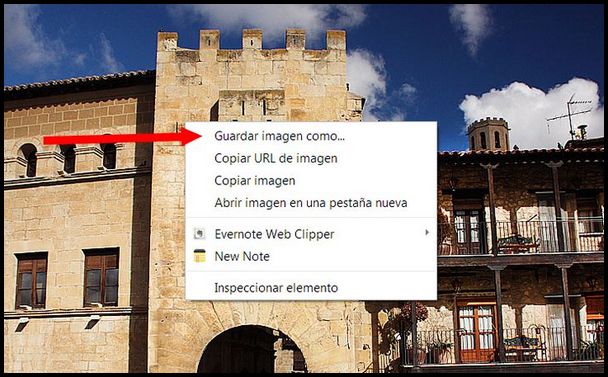 Guardar imagen como...
Copiar URL de imagen
Copiar imagen
Abrir imagen en una pestaña nueva
Evernote Web Clipper
New Note
Inspeccionar elemento